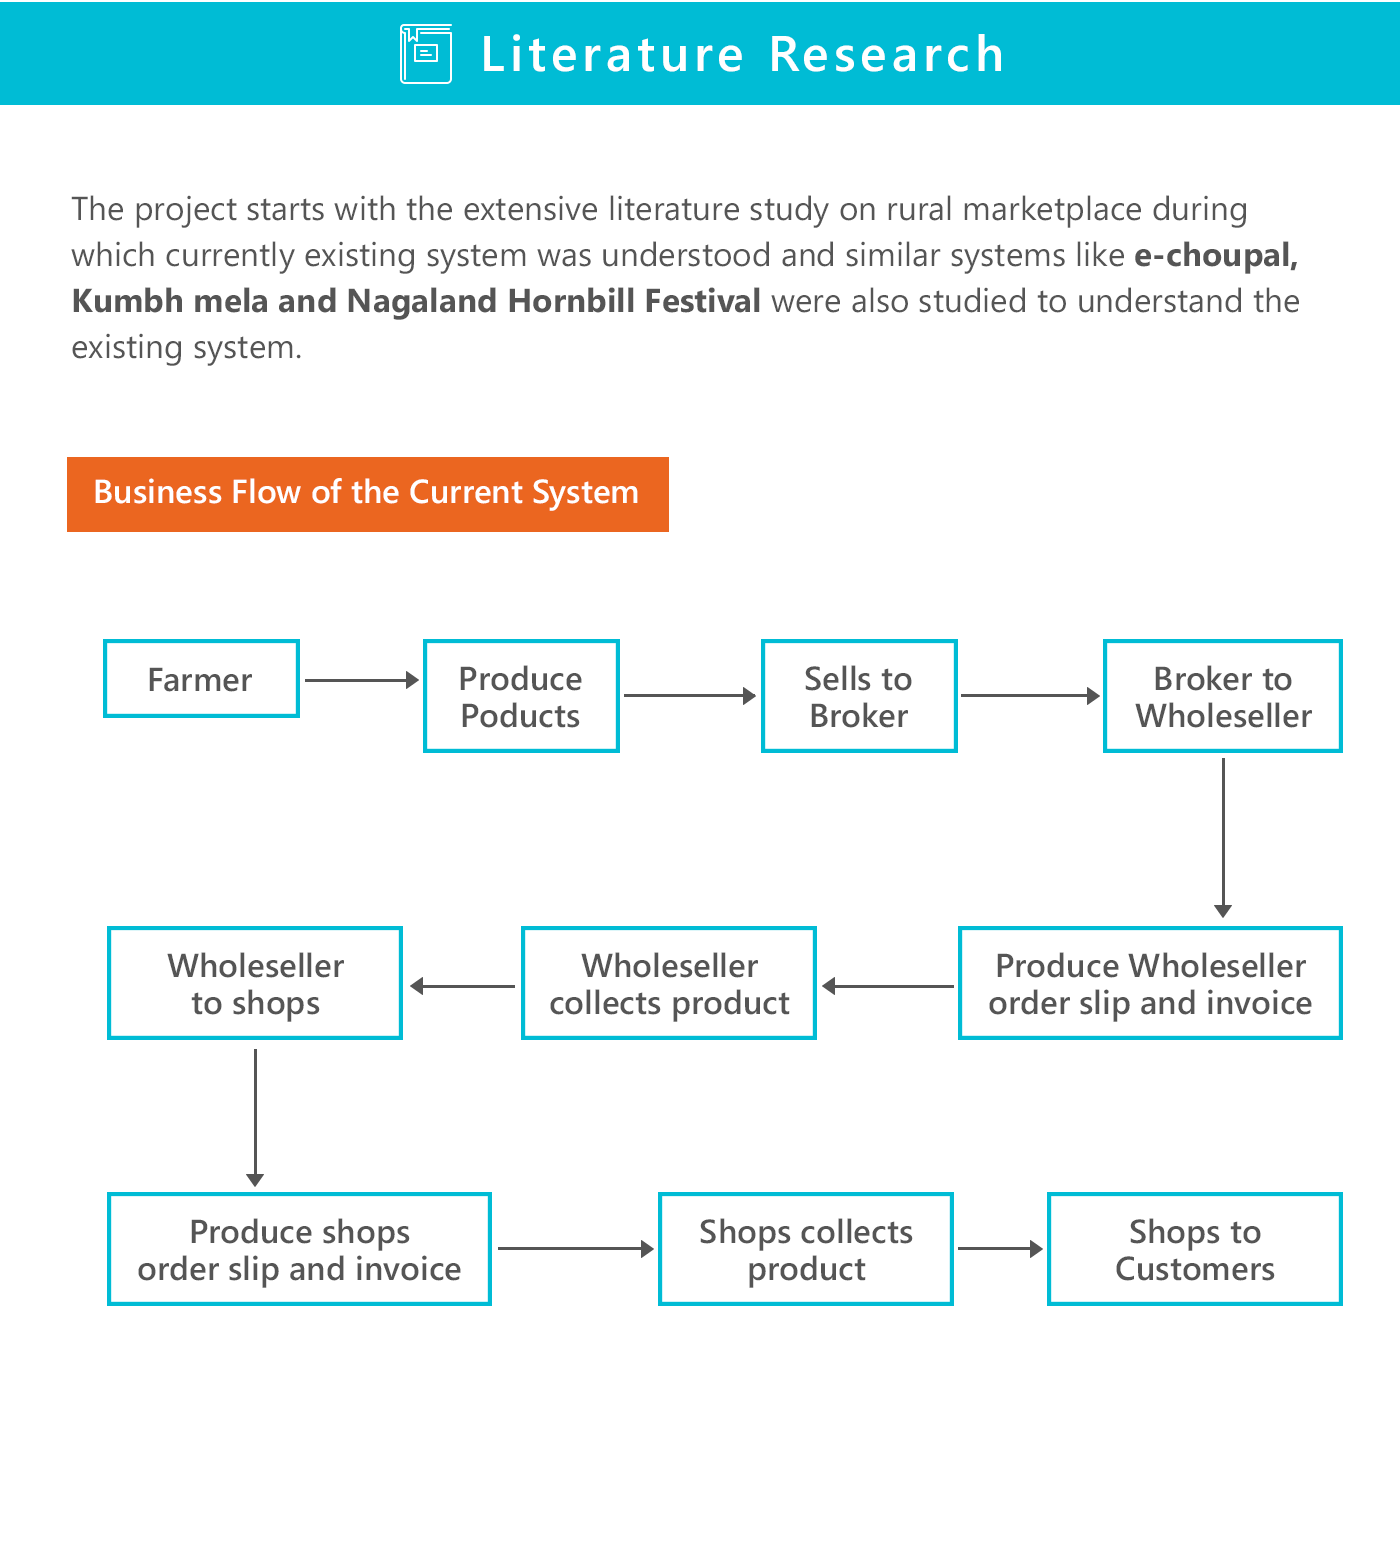 Literature Research
The project starts with the extensive literature study on rural marketplace during
which currently existing system was understood and similar systems like e-choupal,
Kumbh mela and Nagaland Hornbill Festival were also studied to understand the
existing system.
Business Flow of the Current System
Farmer
Produce
Poducts
Sells to
Broker
Broker to
Wholeseller
Produce Wholeseller
order slip and invoice
Wholeseller
collects product
Wholeseller
to shops
Produce shops
order slip and invoice
Shops collects
product
Shops to
Customers